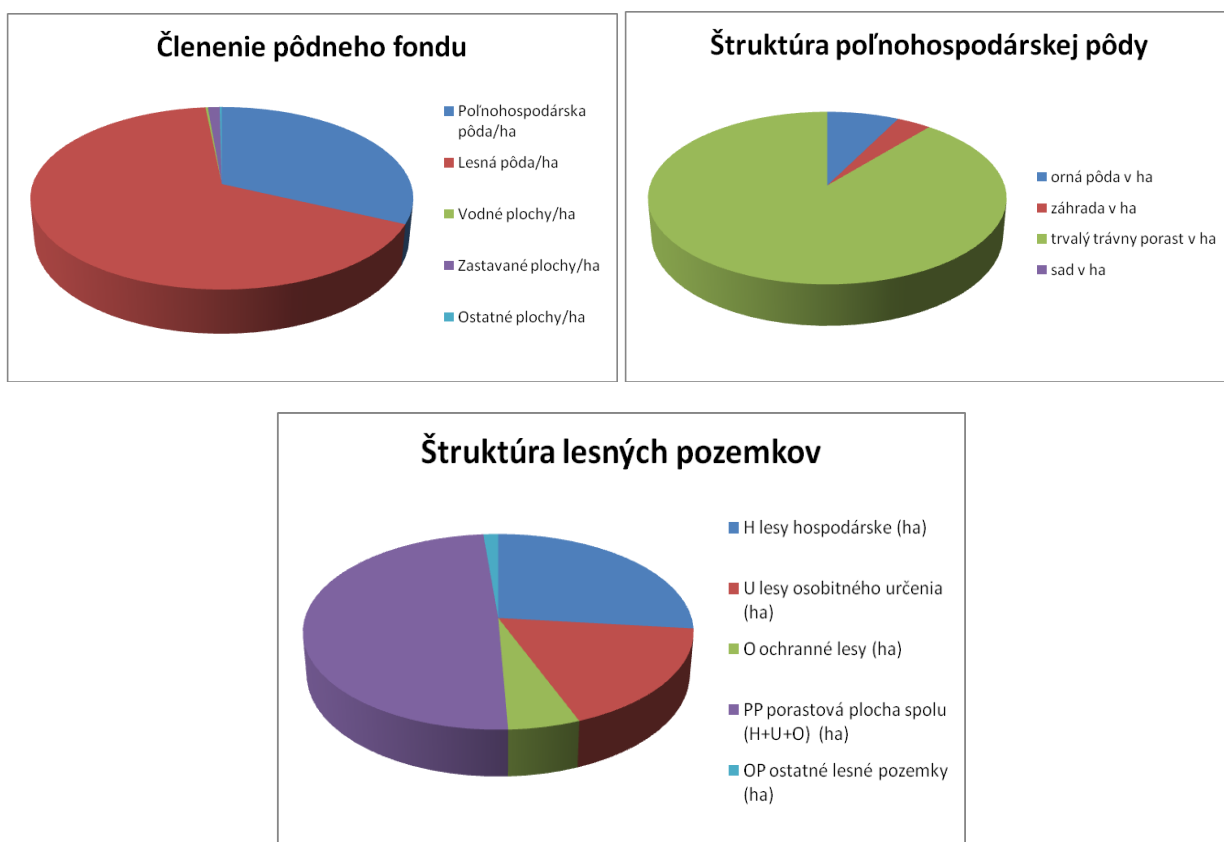 Členenie pôdneho fondu
Poľnohospodárska
pôda/ha
Lesná pôda/ha
Vodné plochy/ha
Zastavané plochy/ha
Ostatné plochy/ha
Štruktúra poľnohospodárskej pôdy
orná pôda v ha
záhrada v ha
trvalý trávny porast v ha
sad v ha
Štruktúra lesných pozemkov
H lesy hospodárske (ha)
U lesy osobitného určenia
(ha)
O ochranné lesy (ha)
PP porastová plocha spolu
(H+U+O) (ha)
OP ostatné lesné pozemky
(ha)